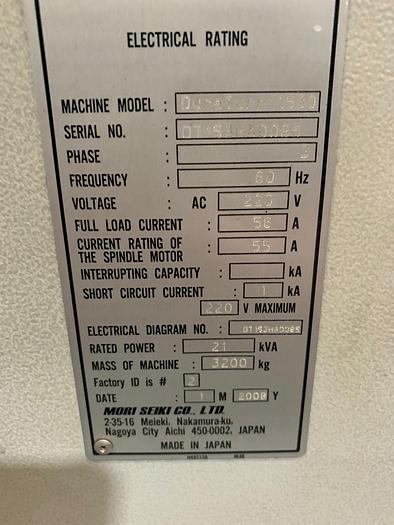 ELECTRICAL RATING
MACHINE MODEL :
SERIAL NO. :
PHASE : 3
FREQUENCY : 60 Hz
VOLTAGE : AC 220 V
FULL LOAD CURRENT : 56 A
CURRENT RATING OF
THE SPINDLE MOTOR : 55 A
INTERRUPTING CAPACITY : kA
SHORT CIRCUIT CURRENT : 1 kA
220 V MAXIMUM
ELECTRICAL DIAGRAM NO. :
RATED POWER : 21 kVA
MASS OF MACHINE : 3200 kg
Factory ID is # 2
DATE : 1 M 2008 Y
MORI SEIKI CO., LTD.
2-35-16 Meieki, Nakamura-ku,
Nagoya City Aichi 450-0002, JAPAN
MADE IN JAPAN